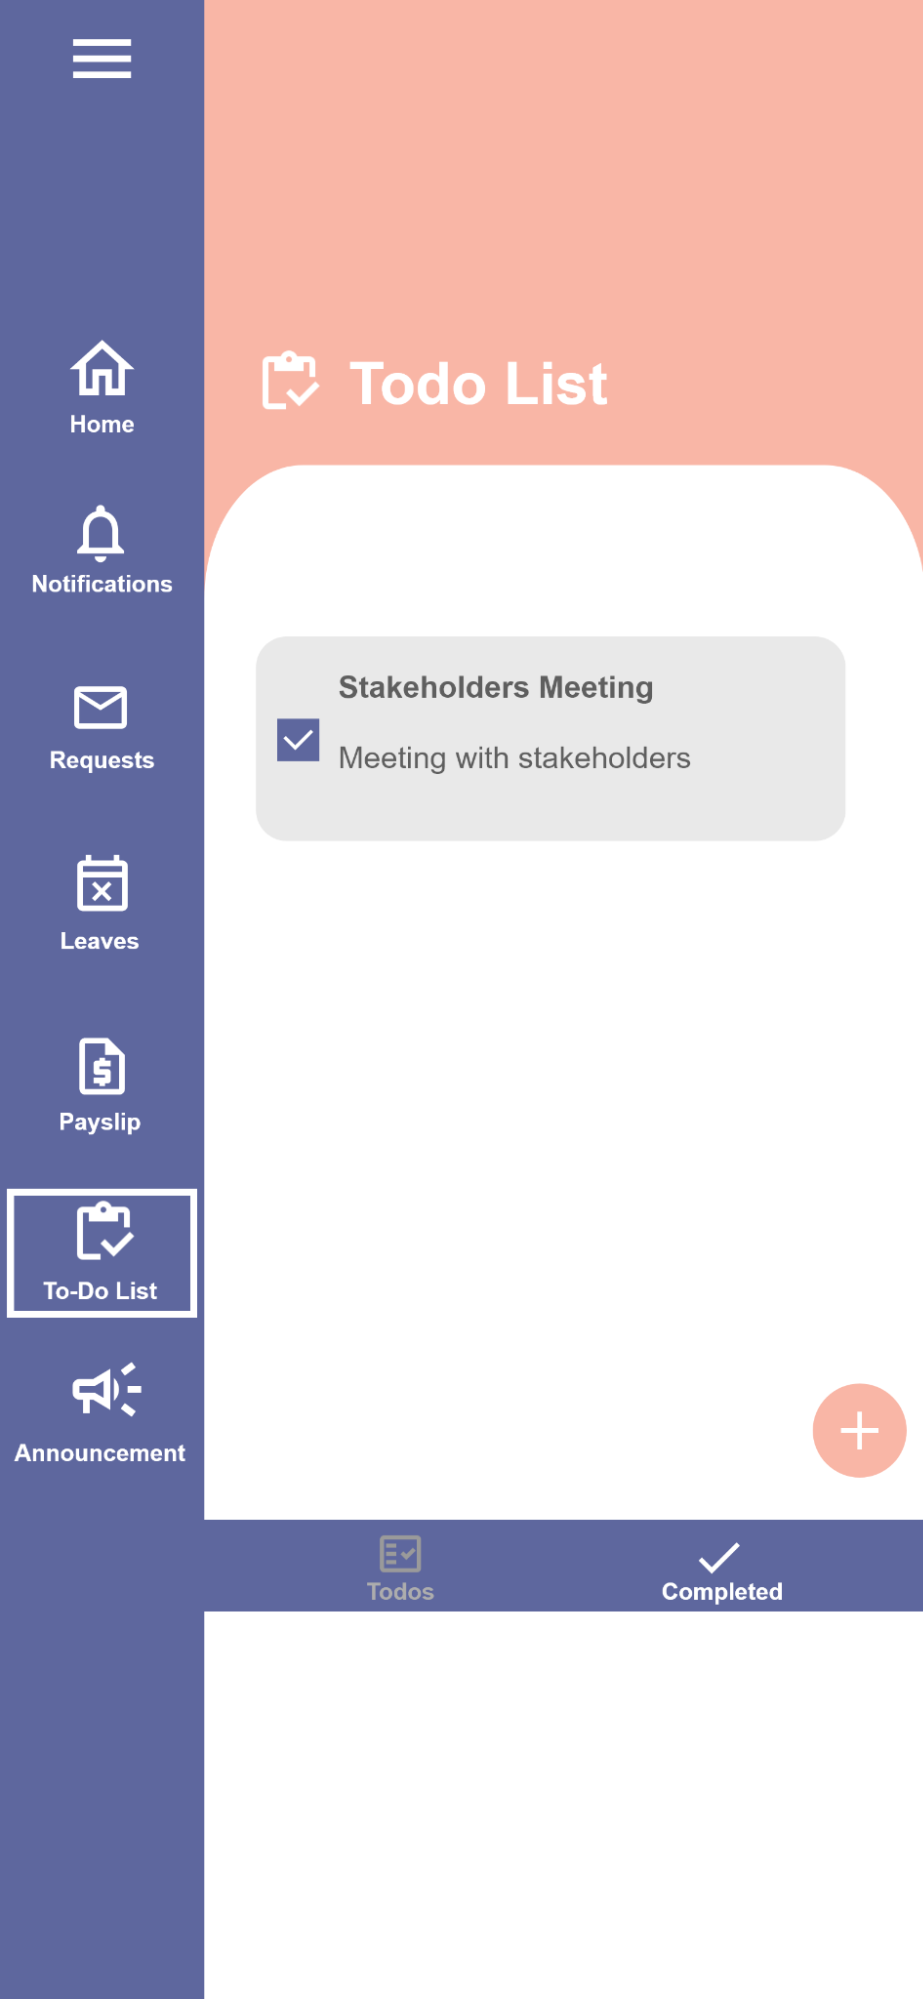 Home
Notifications
Requests
Leaves
Payslip
To-Do List
Announcement
Todo List
Stakeholders Meeting
Meeting with stakeholders
Todos
Completed